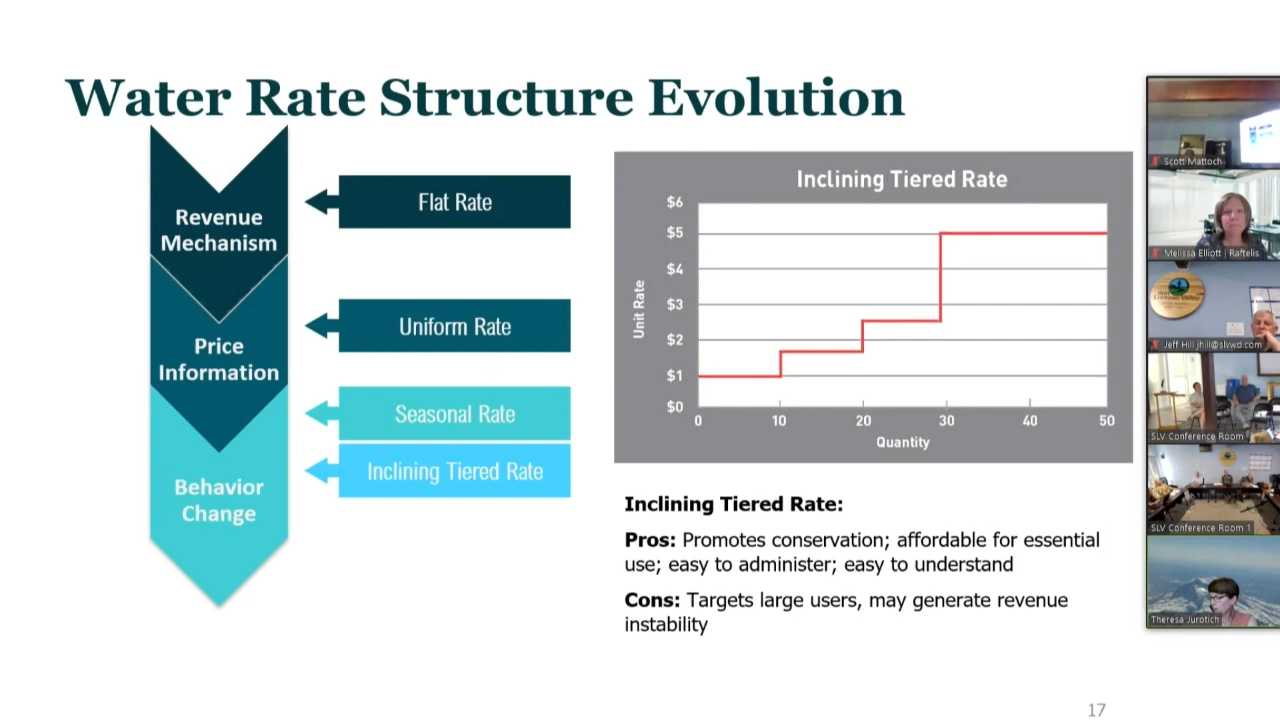 Water Rate Structure Evolution
Revenue
Mechanism
Price
Information
Behavior
Change
Flat Rate
Uniform Rate
Seasonal Rate
Inclining Tiered Rate
Inclining Tiered Rate
$6
$5
$4
$3
$2
$1
$0
Unit Rate
0 10 20 30 40 50
Quantity
Inclining Tiered Rate:
Pros: Promotes conservation; affordable for essential
use; easy to administer; easy to understand
Cons: Targets large users, may generate revenue
instability
17
Scott Mattoch
Melissa Elliott | Raftelis
Jeff Hill jhill@slvwd.com
SLV Conference Room
SLV Conference Room 1
Theresa Jurotich